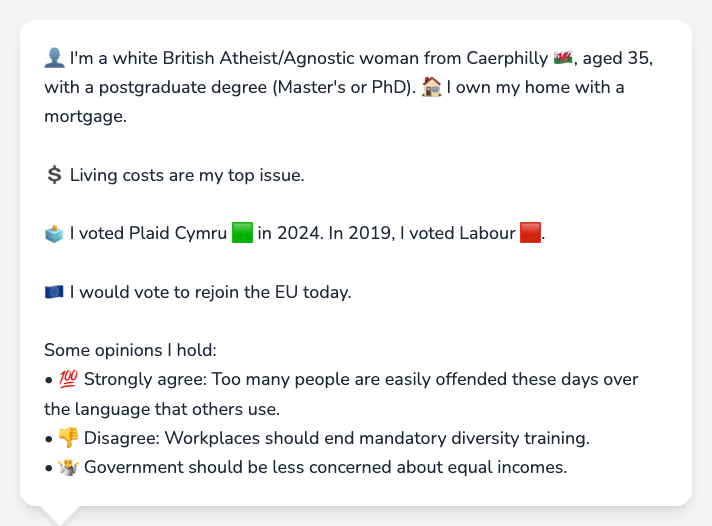 👤 I'm a white British Atheist/Agnostic woman from Caerphilly 🏴󠁧󠁢󠁷󠁬󠁳󠁿, aged 35,
with a postgraduate degree (Master's or PhD). 🏠 I own my home with a
mortgage.
💲 Living costs are my top issue.
🗳️ I voted Plaid Cymru 🟩 in 2024. In 2019, I voted Labour 🟥.
🇪🇺 I would vote to rejoin the EU today.
Some opinions I hold:
• 💯 Strongly agree: Too many people are easily offended these days over
the language that others use.
• 👎 Disagree: Workplaces should end mandatory diversity training.
• 🤷 Government should be less concerned about equal incomes.